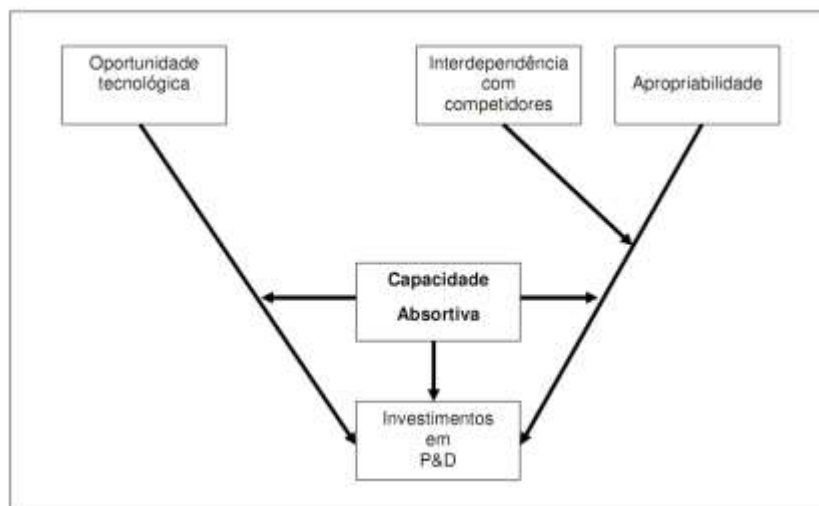 Oportunidade
tecnológica
Interdependência
com
competidores
Apropriabilidade
Capacidade
Absortiva
Investimentos
em
P&D